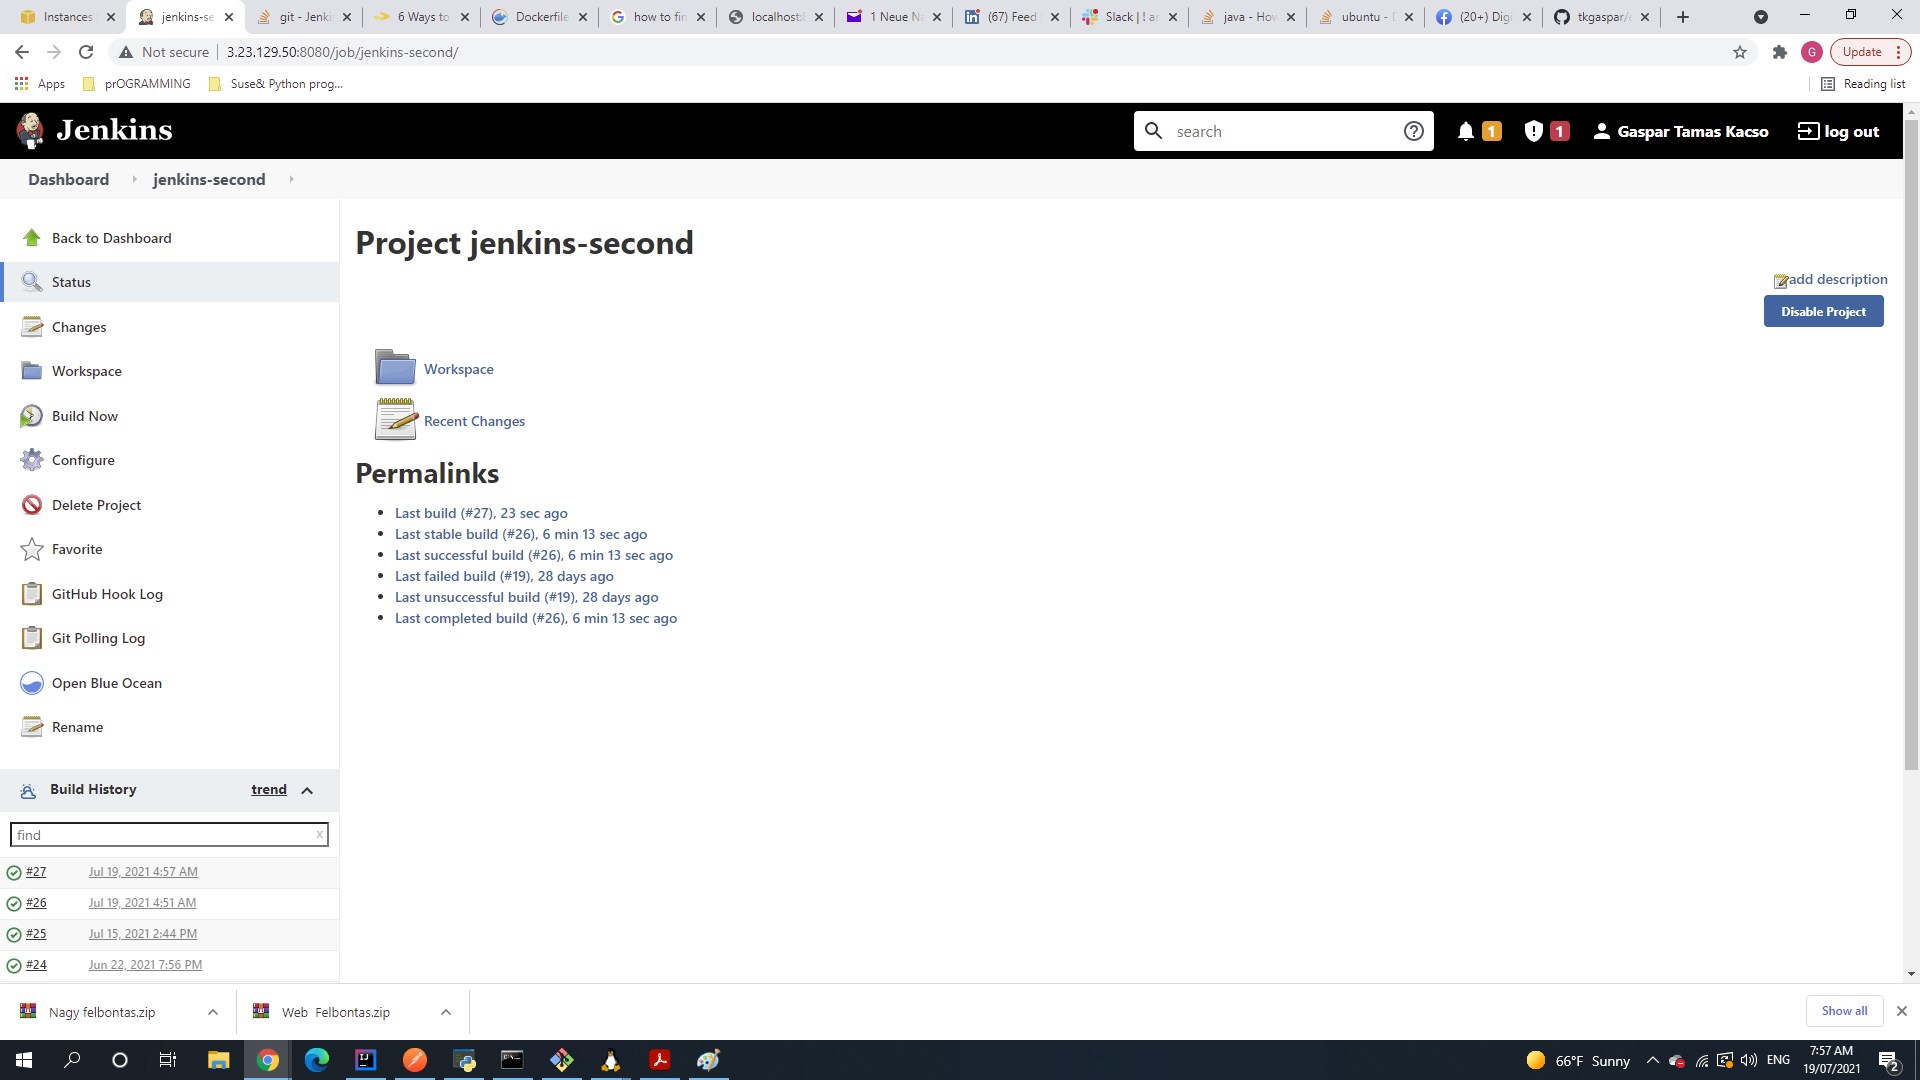 Instances
jenkins-se
git - Jenki
6 Ways to
Dockerfile
how to fin
localhost:8
1 Neue Na
(67) Feed
Slack | ! ar
java - How
ubuntu - D
(20+) Digi
tkgaspar/
Not secure
3.23.129.50:8080/job/jenkins-second/
G
Update
Apps
prOGRAMMING
Suse& Python prog...
Reading list
Jenkins
search
1
1
Gaspar Tamas Kacso
log out
Dashboard
jenkins-second
Back to Dashboard
Status
Changes
Workspace
Build Now
Configure
Delete Project
Favorite
GitHub Hook Log
Git Polling Log
Open Blue Ocean
Rename
Project jenkins-second
add description
Disable Project
Workspace
Recent Changes
Permalinks
Last build (#27), 23 sec ago
Last stable build (#26), 6 min 13 sec ago
Last successful build (#26), 6 min 13 sec ago
Last failed build (#19), 28 days ago
Last unsuccessful build (#19), 28 days ago
Last completed build (#26), 6 min 13 sec ago
Build History
trend
find
x
#27 Jul 19, 2021 4:57 AM
#26 Jul 19, 2021 4:51 AM
#25 Jul 15, 2021 2:44 PM
#24 Jun 22, 2021 7:56 PM
Nagy felbontas.zip
Web Felbontas.zip
Show all
66°F Sunny
ENG
7:57 AM
19/07/2021
2